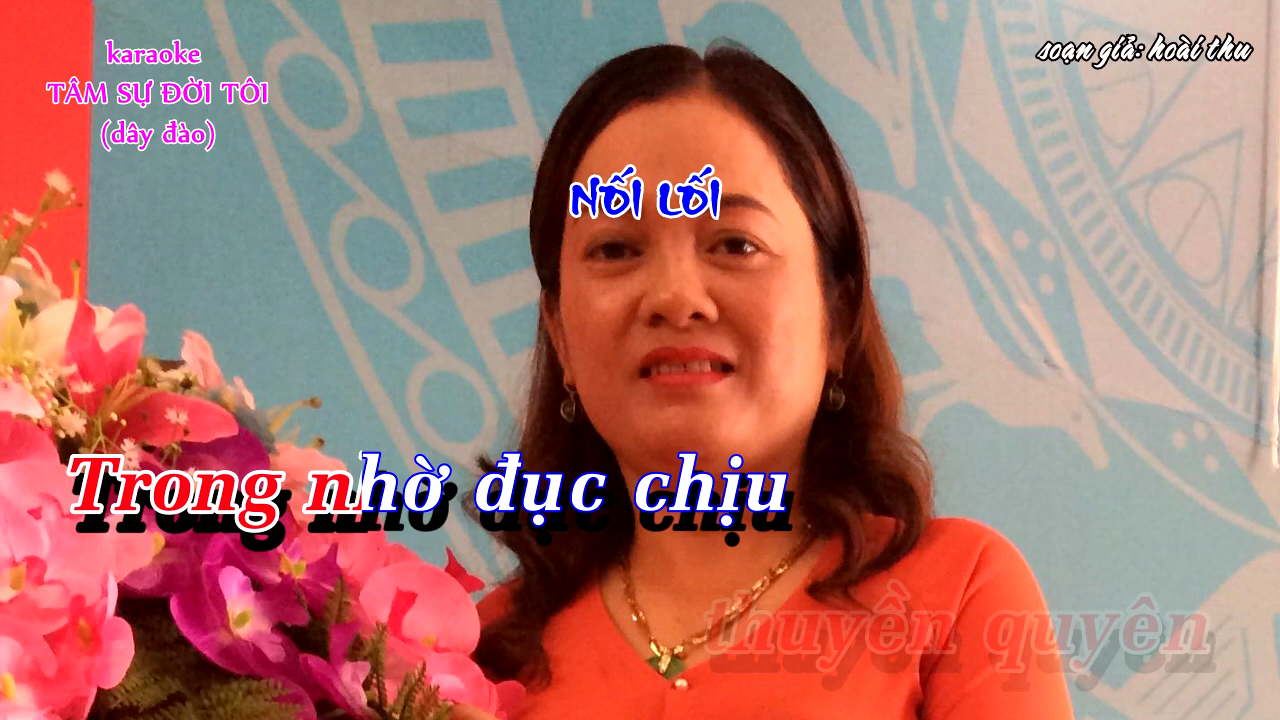 karaoke
TÂM SỰ ĐỜI TÔI
(dây đào)
soạn giả: hoài thu
NỐI LỐI
Trong nhờ đục chịu
thuyền quyên